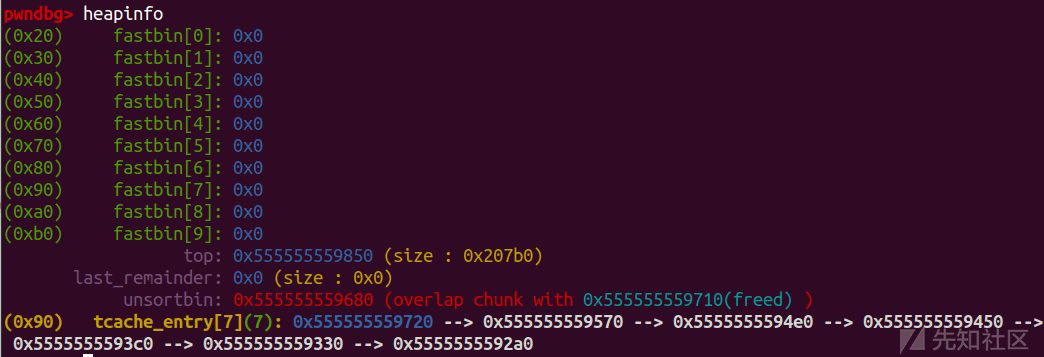 pwndbg> heapinfo
(0x20)     fastbin[0]: 0x0
(0x30)     fastbin[1]: 0x0
(0x40)     fastbin[2]: 0x0
(0x50)     fastbin[3]: 0x0
(0x60)     fastbin[4]: 0x0
(0x70)     fastbin[5]: 0x0
(0x80)     fastbin[6]: 0x0
(0x90)     fastbin[7]: 0x0
(0xa0)     fastbin[8]: 0x0
(0xb0)     fastbin[9]: 0x0
top: 0x555555559850 (size : 0x207b0)
last_remainder: 0x0 (size : 0x0)
unsortbin: 0x555555559680 (overlap chunk with 0x555555559710(freed) )
(0x90)   tcache_entry[7](7): 0x555555559720 --> 0x555555559570 --> 0x5555555594e0 --> 0x555555559450 -->
0x5555555593c0 --> 0x555555559330 --> 0x5555555592a0
先知社区